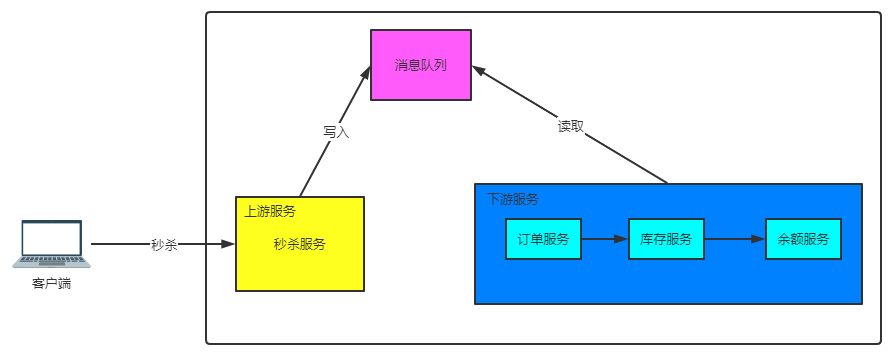 消息队列
写入
读取
上游服务
秒杀服务
下游服务
订单服务
库存服务
余额服务
秒杀
客户端